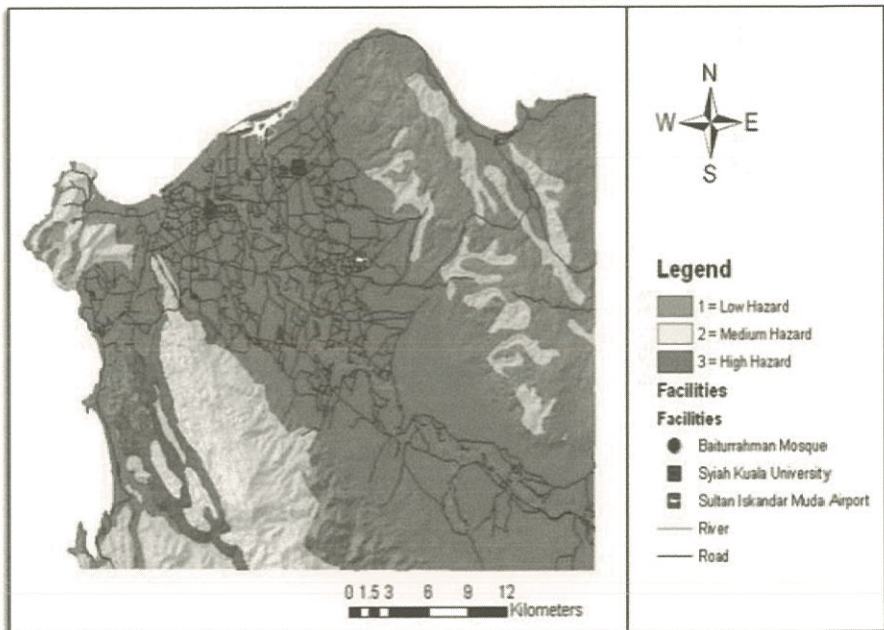 N
W E
S
Legend
1 = Low Hazard
2 = Medium Hazard
3 = High Hazard
Facilities
Facilities
Baiturrahman Mosque
Syiah Kuala University
Sultan Iskandar Muda Airport
River
Road
0 1.5 3 6 9 12
Kilometers